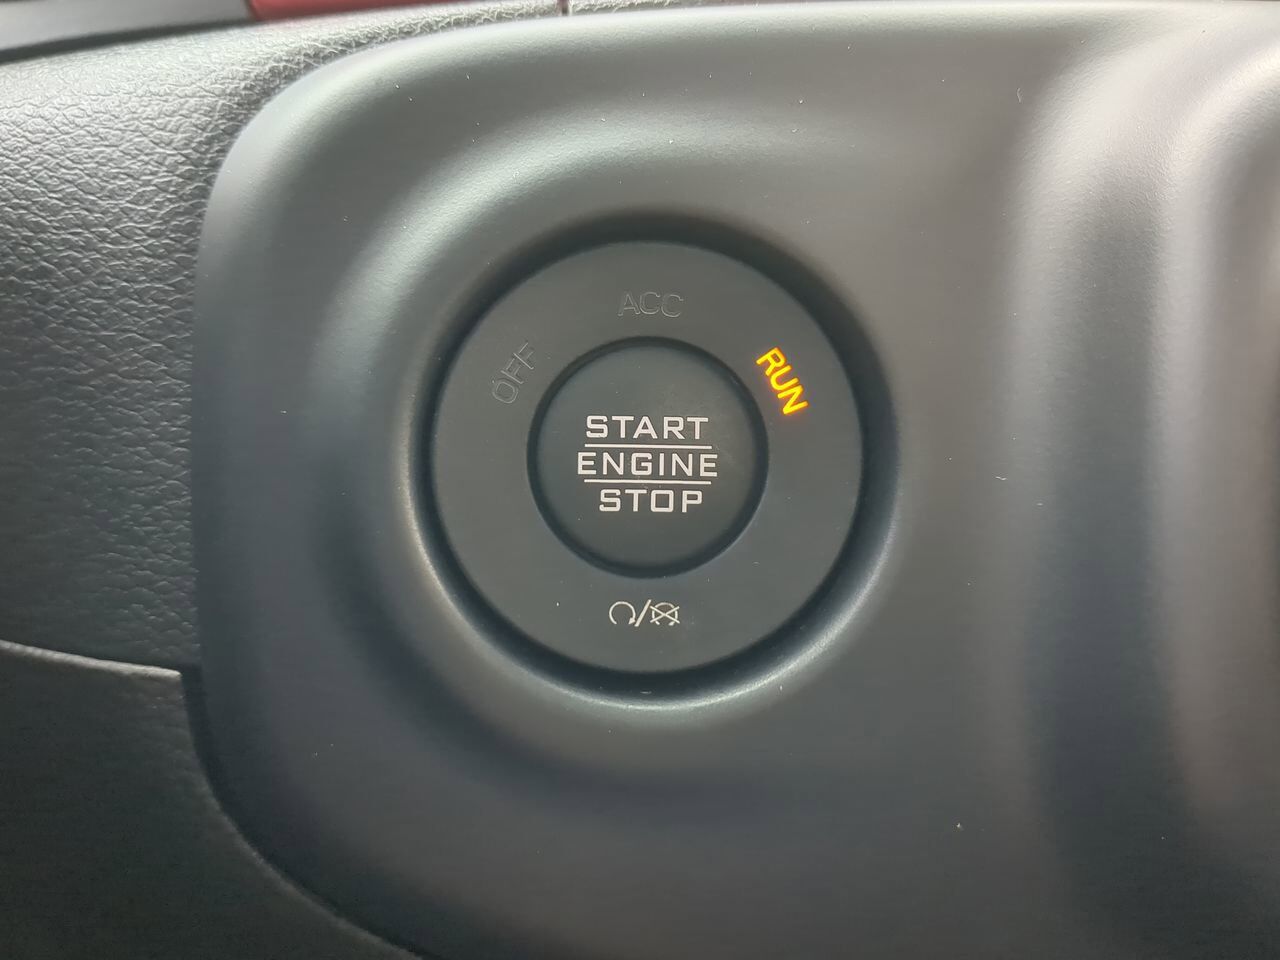 ACC
OFF
RUN
START
ENGINE
STOP